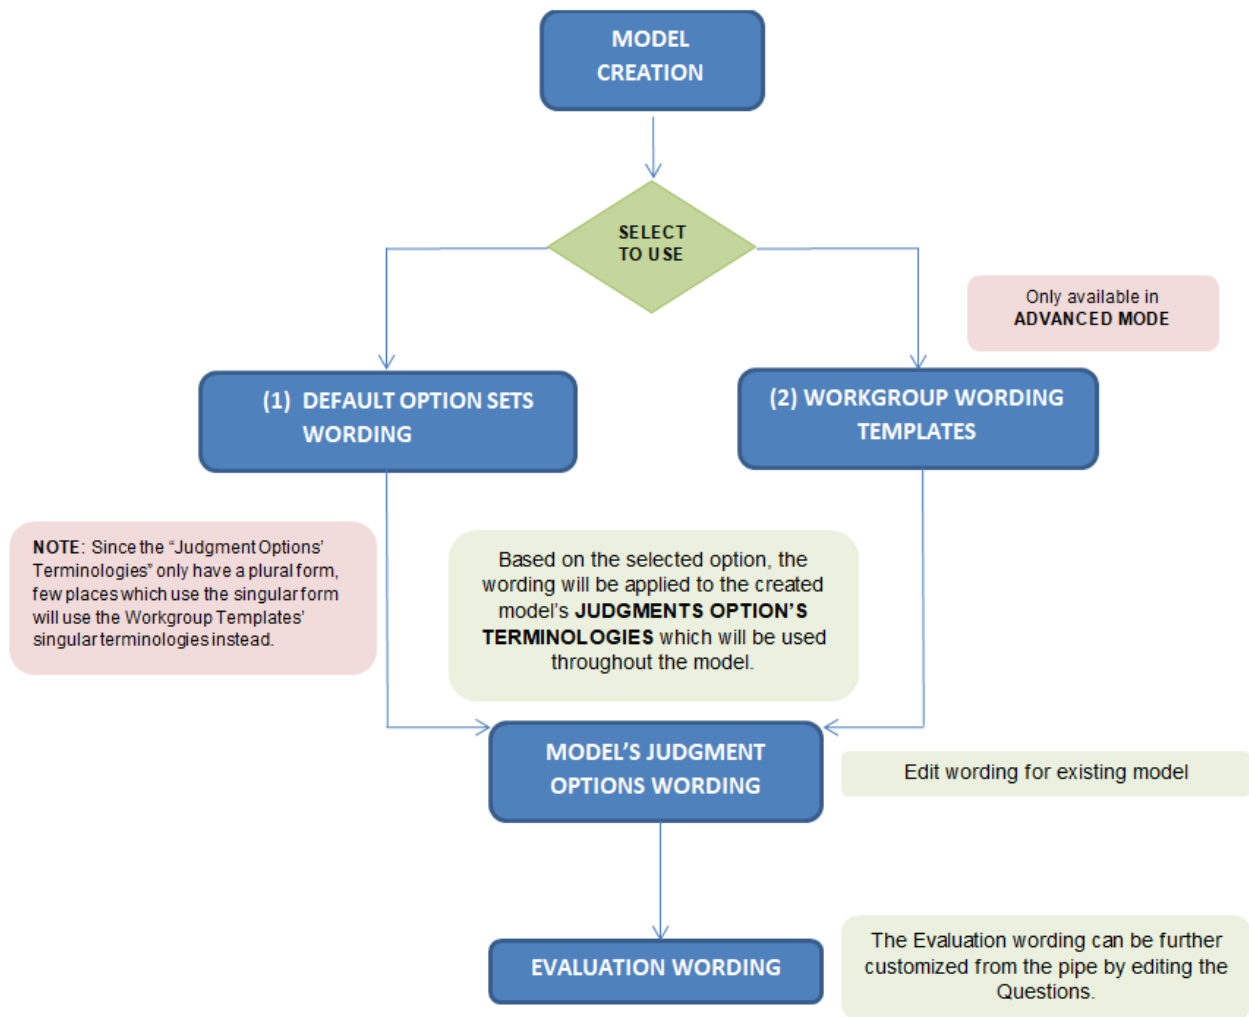 MODEL
CREATION
SELECT
TO USE
Only available in
ADVANCED MODE
(1) DEFAULT OPTION SETS
WORDING
(2) WORKGROUP WORDING
TEMPLATES
NOTE: Since the “Judgment Options’
Terminologies” only have a plural form,
few places which use the singular form
will use the Workgroup Templates’
singular terminologies instead.
Based on the selected option, the
wording will be applied to the created
model’s JUDGMENTS OPTION’S
TERMINOLOGIES which will be used
throughout the model.
MODEL’S JUDGMENT
OPTIONS WORDING
Edit wording for existing model
EVALUATION WORDING
The Evaluation wording can be further
customized from the pipe by editing the
Questions.